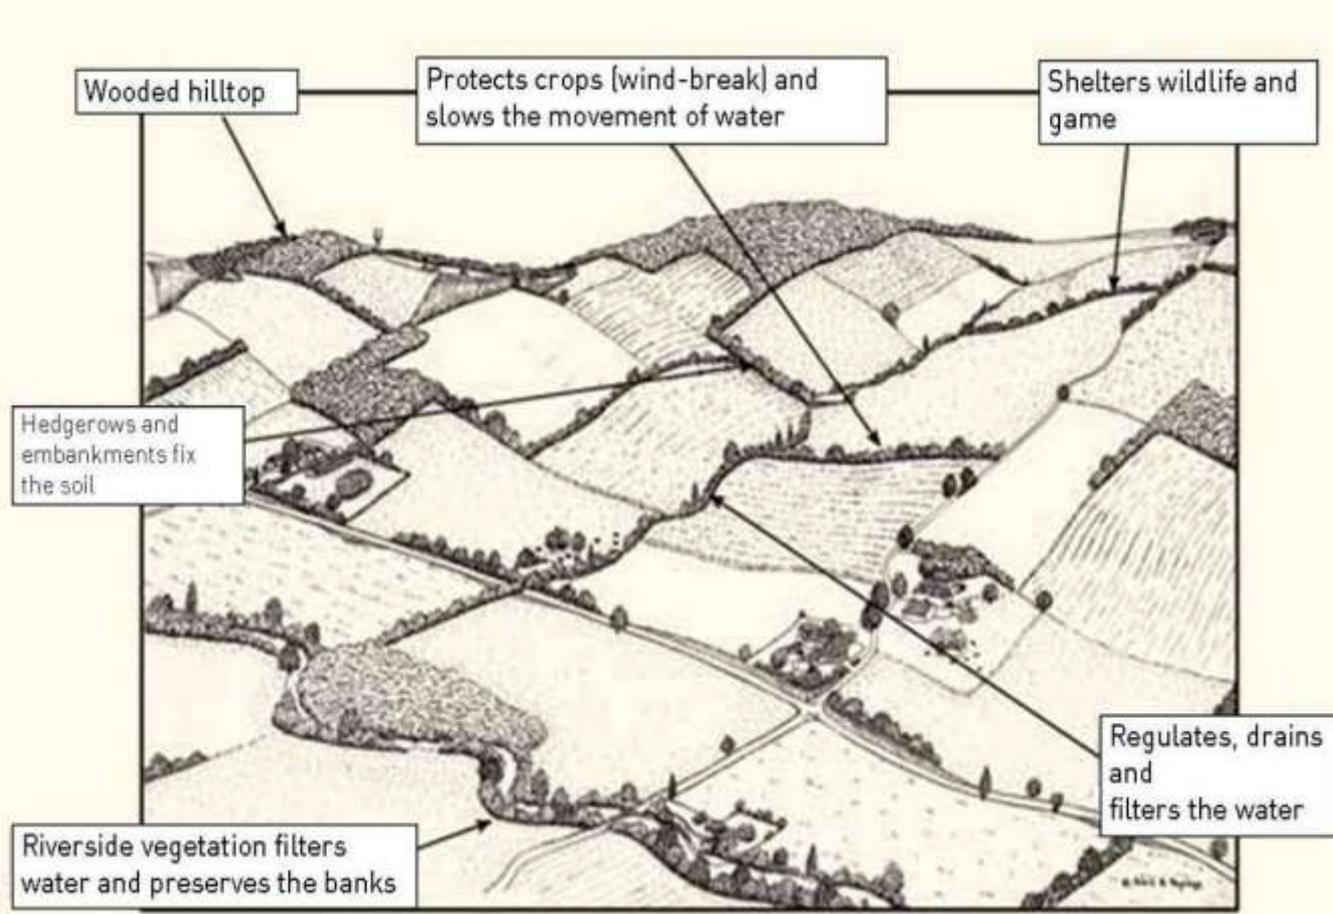 Wooded hilltop
Protects crops (wind-break) and
slows the movement of water
Shelters wildlife and
game
Hedgerows and
embankments fix
the soil
Regulates, drains
and
filters the water
Riverside vegetation filters
water and preserves the banks